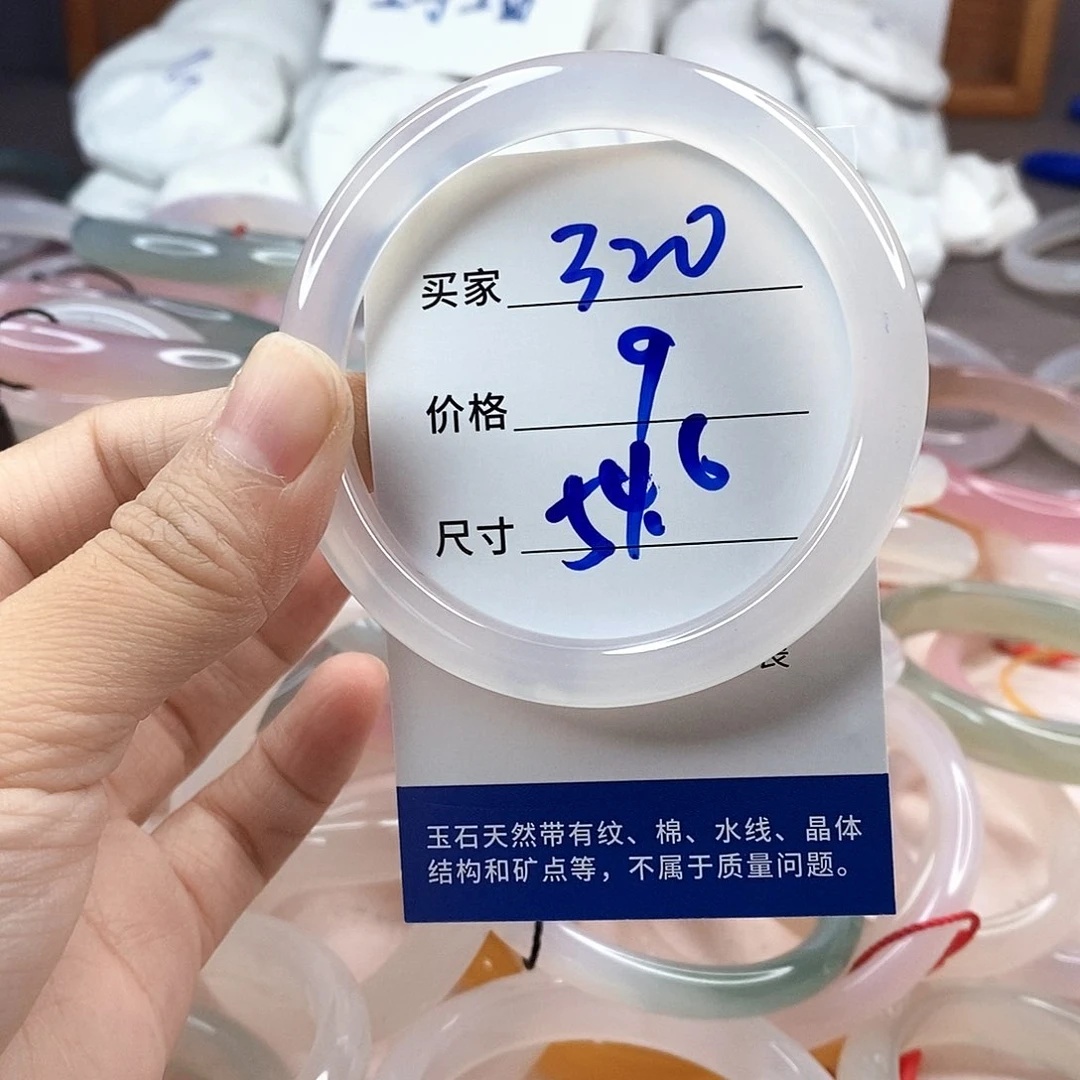 买家 320
价格 9
尺寸 54.6
玉石天然带有纹、棉、水线、晶体
结构和矿点等，不属于质量问题。